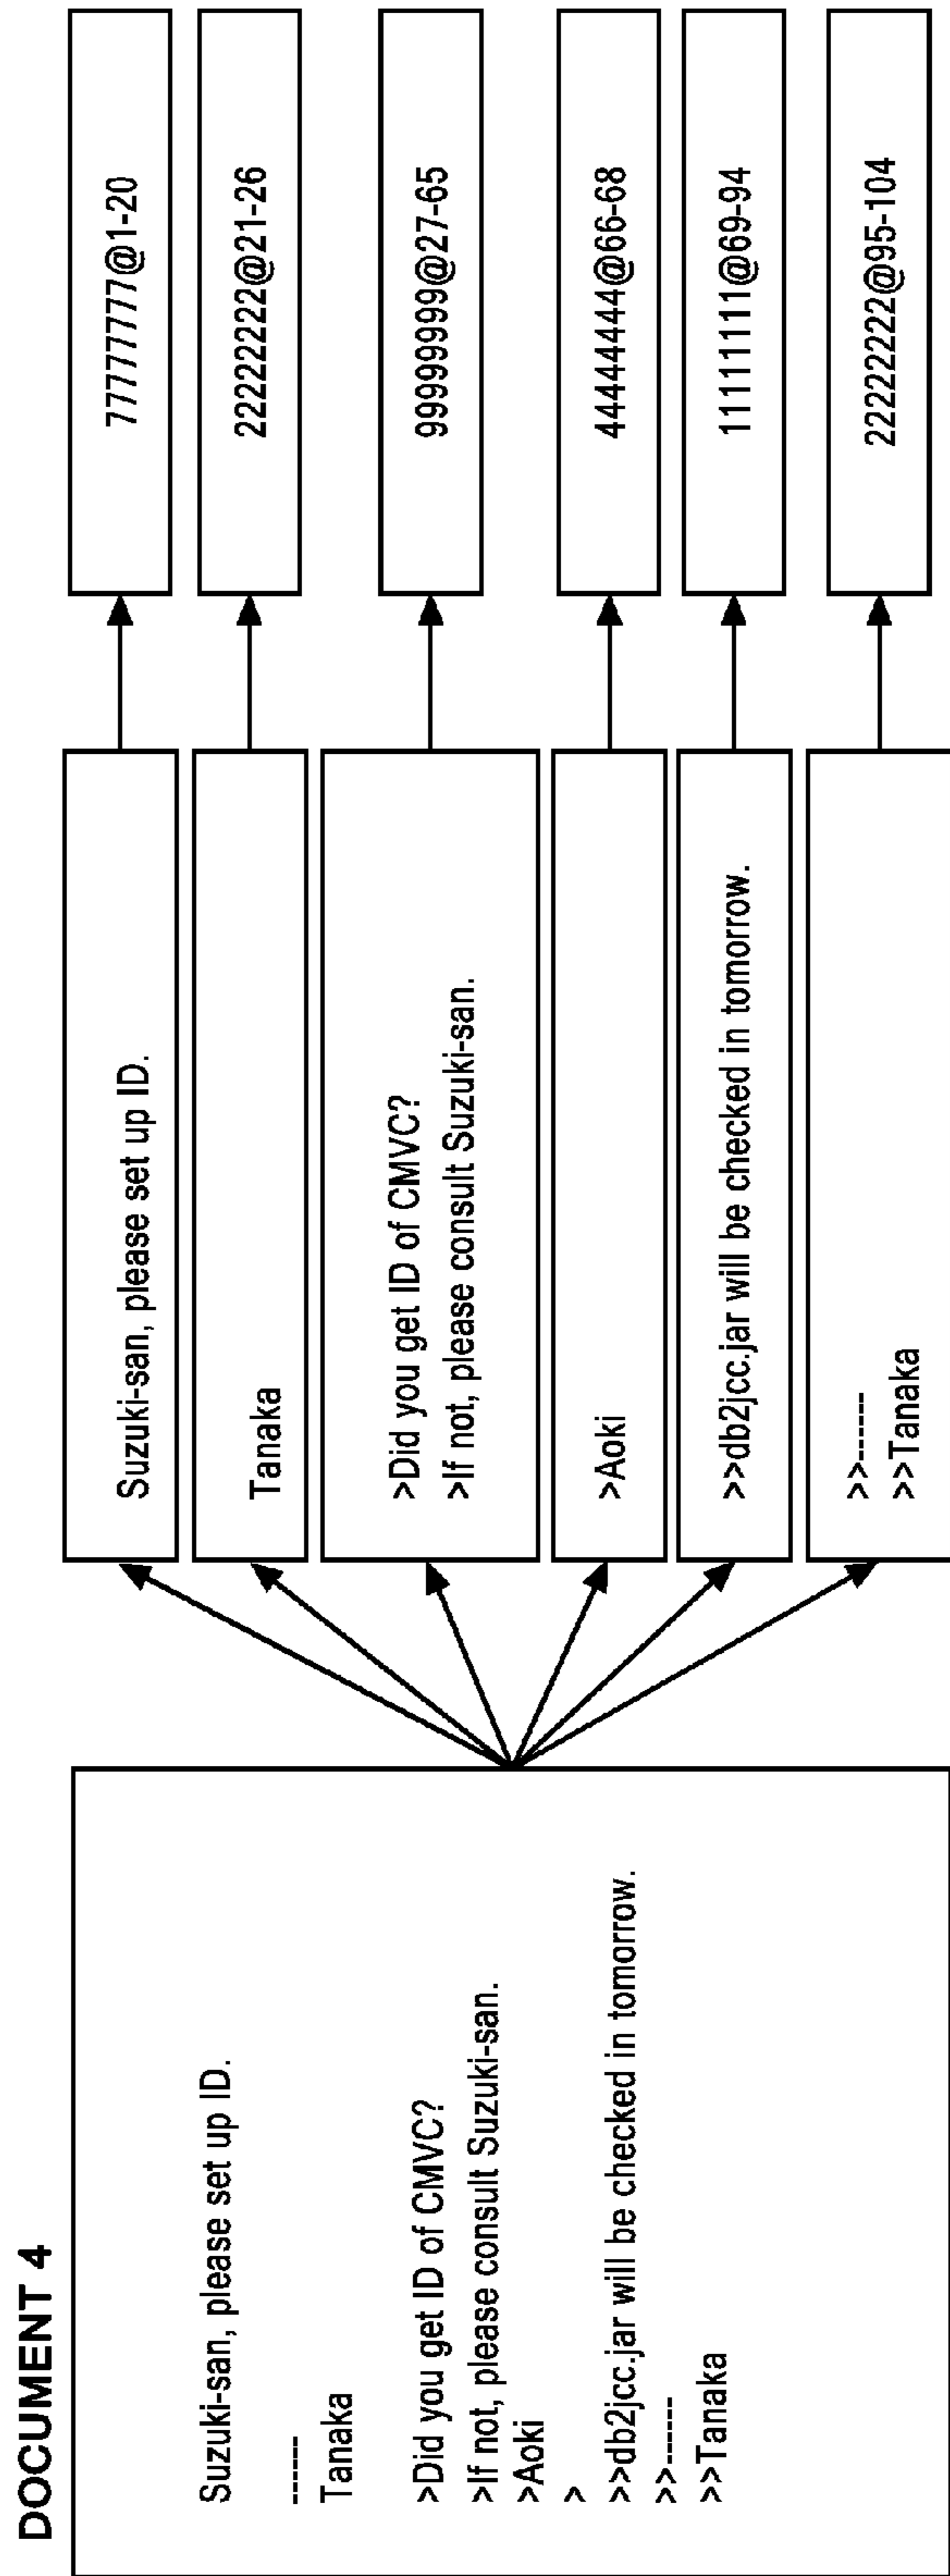 DOCUMENT 4
Suzuki-san, please set up ID.
------
Tanaka
>Did you get ID of CMVC?
>If not, please consult Suzuki-san.
>Aoki
>
>>db2jcc.jar will be checked in tomorrow.
>>------
>>Tanaka
Suzuki-san, please set up ID.
Tanaka
>Did you get ID of CMVC?
>If not, please consult Suzuki-san.
>Aoki
>>db2jcc.jar will be checked in tomorrow.
>>------
>>Tanaka
77777777@1-20
22222222@21-26
99999999@27-65
44444444@66-68
11111111@69-94
22222222@95-104